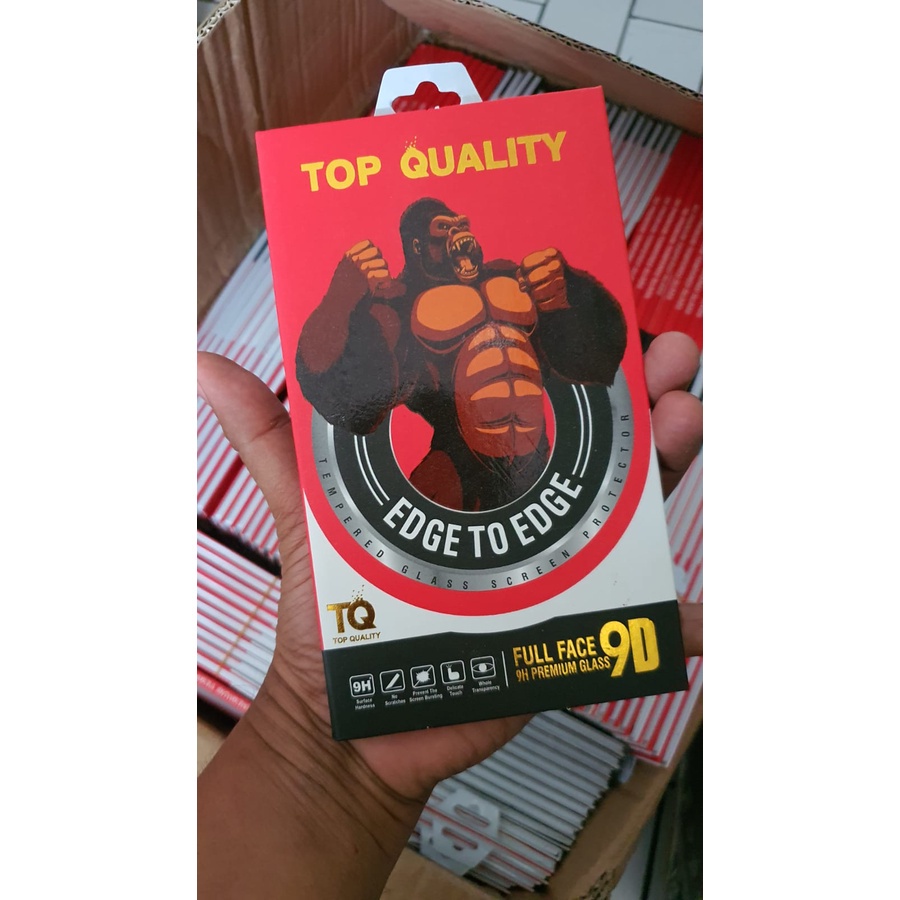 TOP QUALITY
EDGE TO EDGE
TEMPERED GLASS SCREEN PROTECTOR
TQ
TOP QUALITY
9H
Surface
Hardness
No
Scratches
Prevent The
Screen Bursting
Delicate
Touch
Whole
Transparency
FULL FACE
9H PREMIUM GLASS
9D